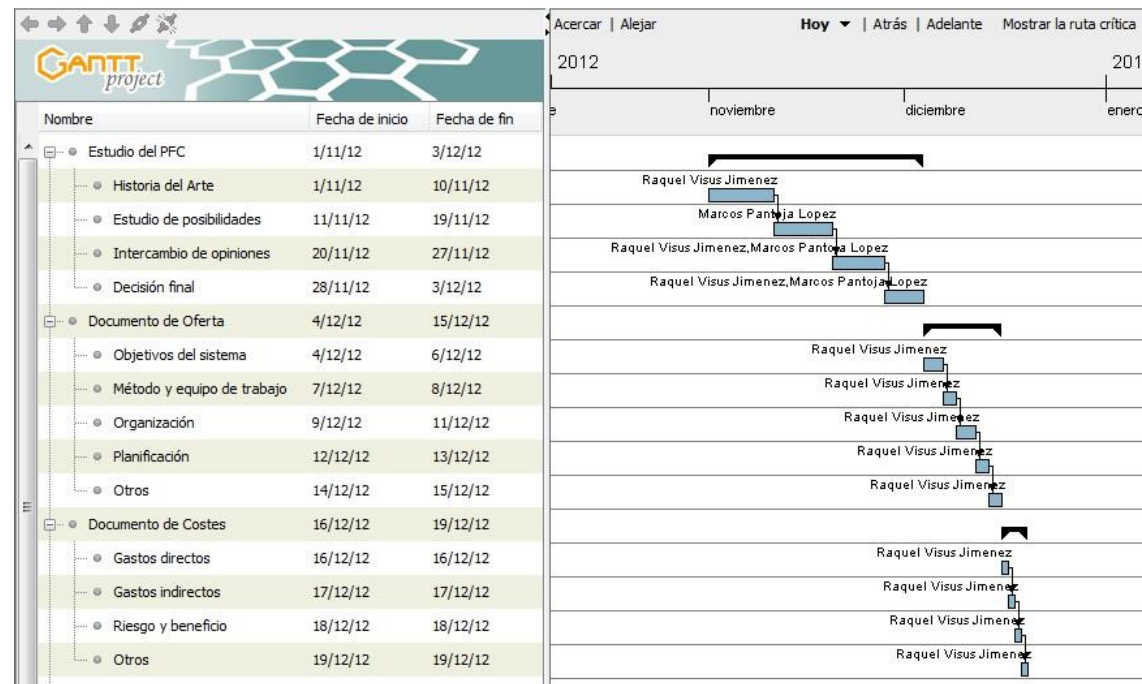 Acercar | Alejar Hoy ▼ | Atrás | Adelante Mostrar la ruta crítica
GANTT
project
2012 201
e noviembre diciembre enero
Nombre Fecha de inicio Fecha de fin
Estudio del PFC 1/11/12 3/12/12
Historia del Arte 1/11/12 10/11/12 Raquel Visus Jimenez
Estudio de posibilidades 11/11/12 19/11/12 Marcos Pantoja Lopez
Intercambio de opiniones 20/11/12 27/11/12 Raquel Visus Jimenez,Marcos Pantoja Lopez
Decisión final 28/11/12 3/12/12 Raquel Visus Jimenez,Marcos Pantoja Lopez
Documento de Oferta 4/12/12 15/12/12
Objetivos del sistema 4/12/12 6/12/12 Raquel Visus Jimenez
Método y equipo de trabajo 7/12/12 8/12/12 Raquel Visus Jimenez
Organización 9/12/12 11/12/12 Raquel Visus Jimenez
Planificación 12/12/12 13/12/12 Raquel Visus Jimenez
Otros 14/12/12 15/12/12 Raquel Visus Jimenez
Documento de Costes 16/12/12 19/12/12
Gastos directos 16/12/12 16/12/12 Raquel Visus Jimenez
Gastos indirectos 17/12/12 17/12/12 Raquel Visus Jimenez
Riesgo y beneficio 18/12/12 18/12/12 Raquel Visus Jimenez
Otros 19/12/12 19/12/12 Raquel Visus Jimenez